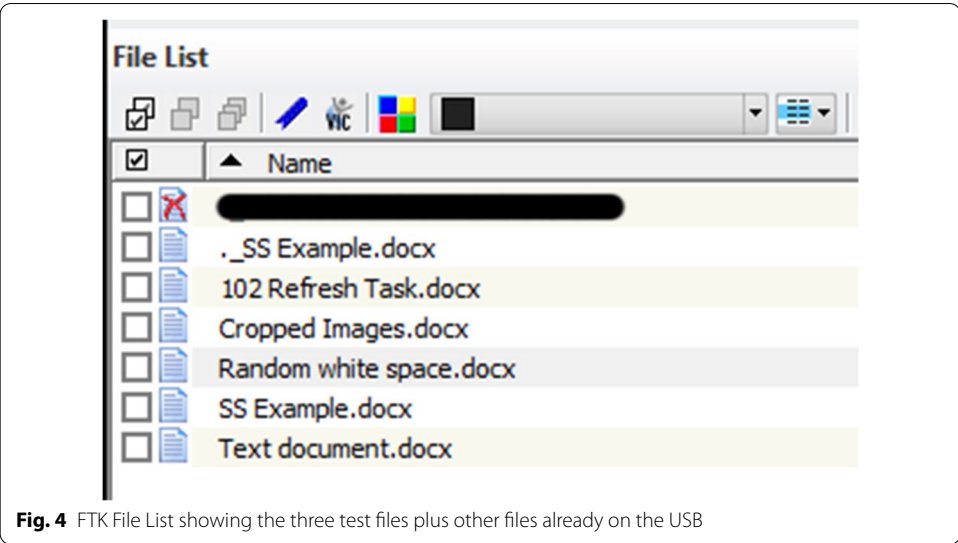 File List
VIC
Name
._SS Example.docx
102 Refresh Task.docx
Cropped Images.docx
Random white space.docx
SS Example.docx
Text document.docx
Fig. 4 FTK File List showing the three test files plus other files already on the USB